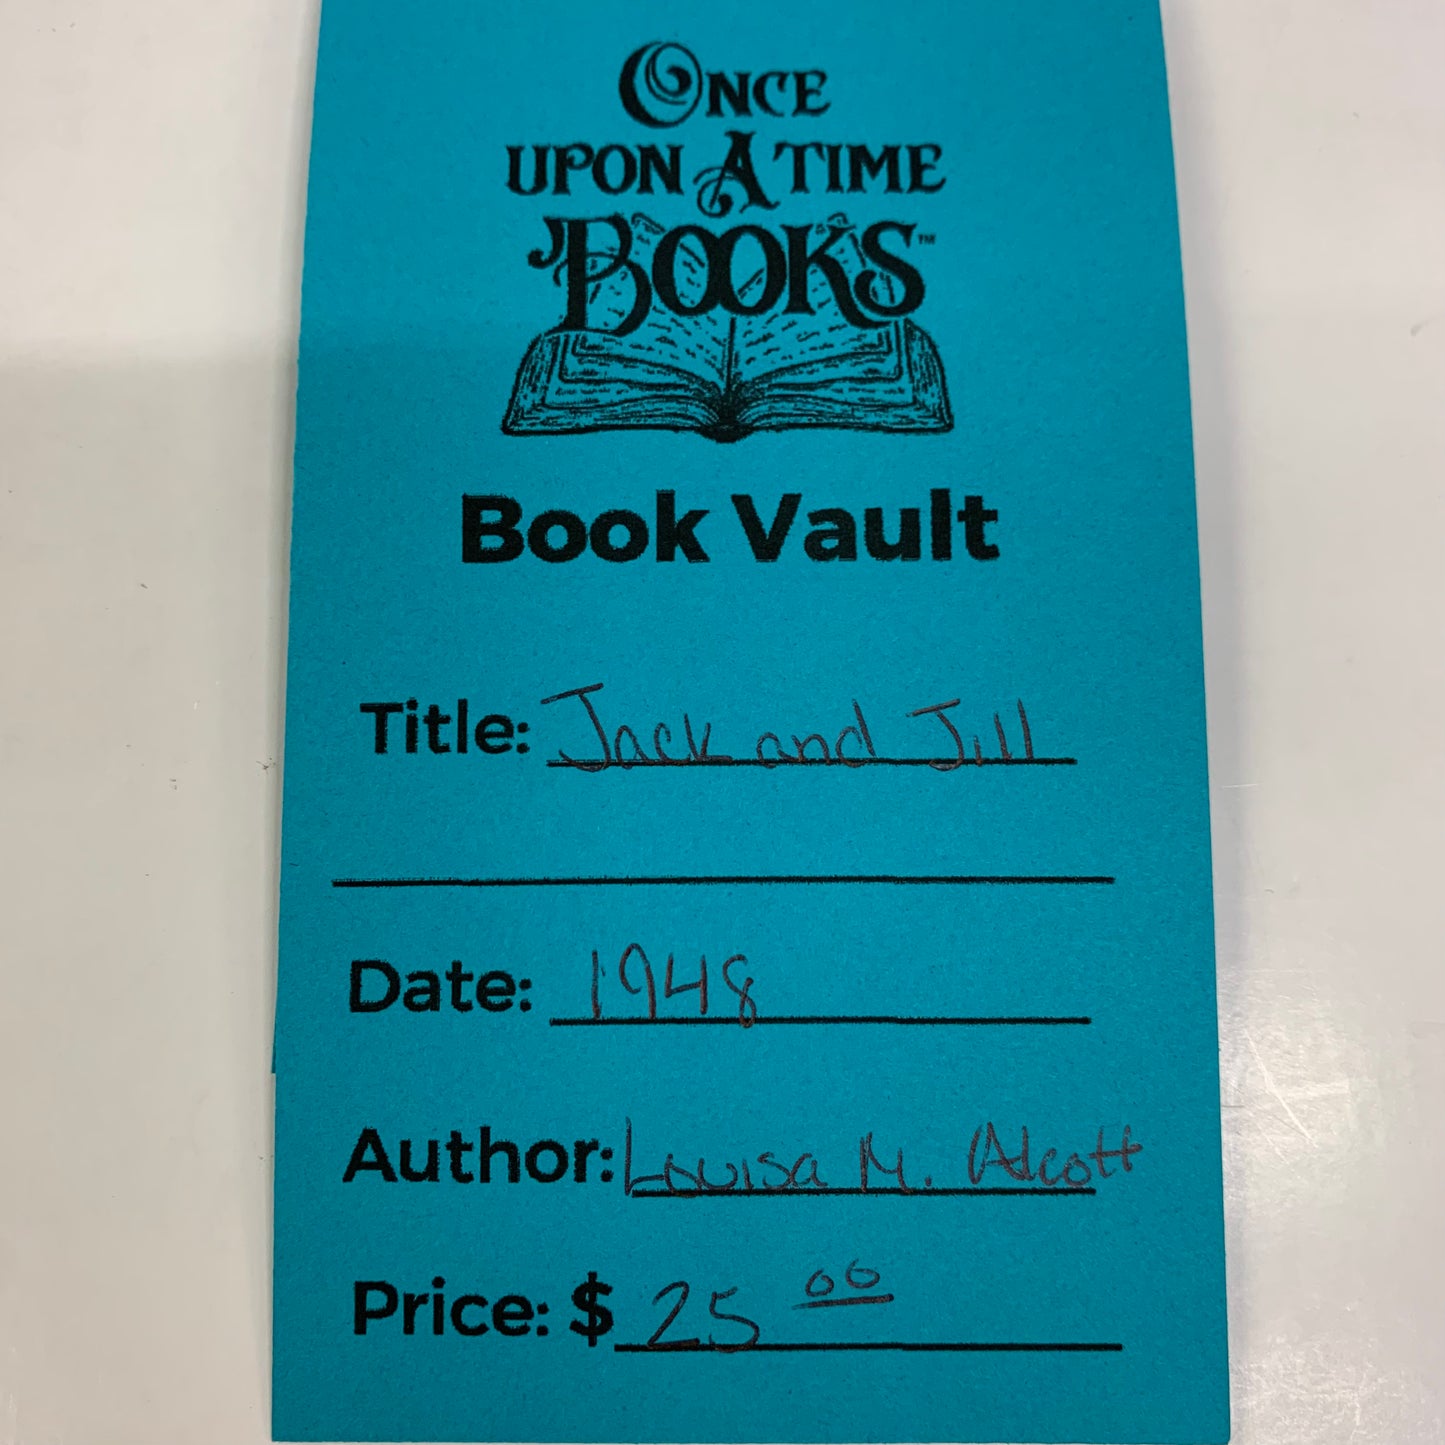 ONCE
UPON A TIME
BOOKS™
Book Vault
Title: Jack and Jill
Date: 1948
Author: Louisa M. Alcott
Price: $ 25 00